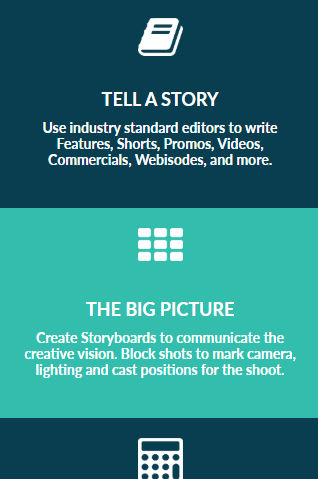 TELL A STORY
Use industry standard editors to write
Features, Shorts, Promos, Videos,
Commercials, Webisodes, and more.
THE BIG PICTURE
Create Storyboards to communicate the
creative vision. Block shots to mark camera,
lighting and cast positions for the shoot.